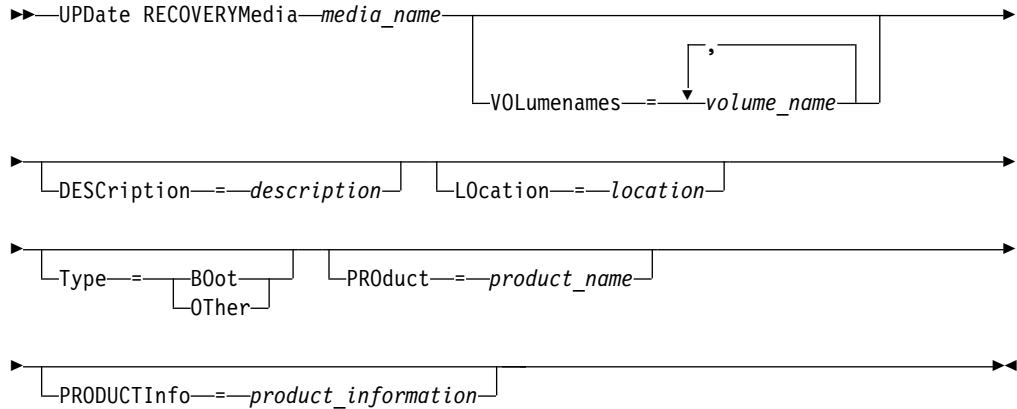 UPDate RECOVERYMedia media_name
,
VOLumenames = volume_name
DESCription = description LOcation = location
Type = BOot PROduct = product_name
OTher
PRODUCTInfo = product_information